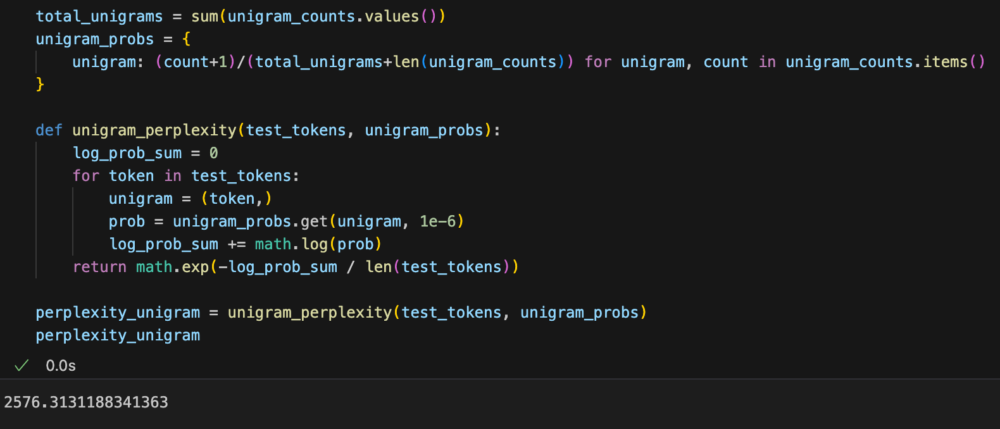 total_unigrams = sum(unigram_counts.values())
unigram_probs = {
    unigram: (count+1)/(total_unigrams+len(unigram_counts)) for unigram, count in unigram_counts.items()
}
def unigram_perplexity(test_tokens, unigram_probs):
    log_prob_sum = 0
    for token in test_tokens:
        unigram = (token,)
        prob = unigram_probs.get(unigram, 1e-6)
        log_prob_sum += math.log(prob)
    return math.exp(-log_prob_sum / len(test_tokens))
perplexity_unigram = unigram_perplexity(test_tokens, unigram_probs)
perplexity_unigram
0.0s
2576.3131188341363